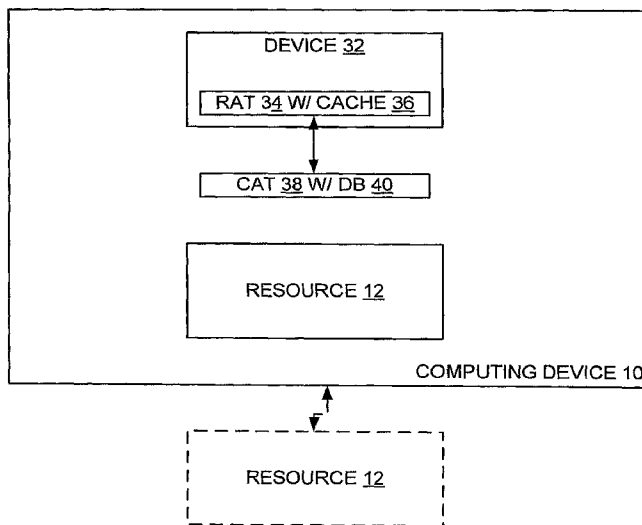 DEVICE 32
RAT 34 W/ CACHE 36
CAT 38 W/ DB 40
RESOURCE 12
COMPUTING DEVICE 10
RESOURCE 12